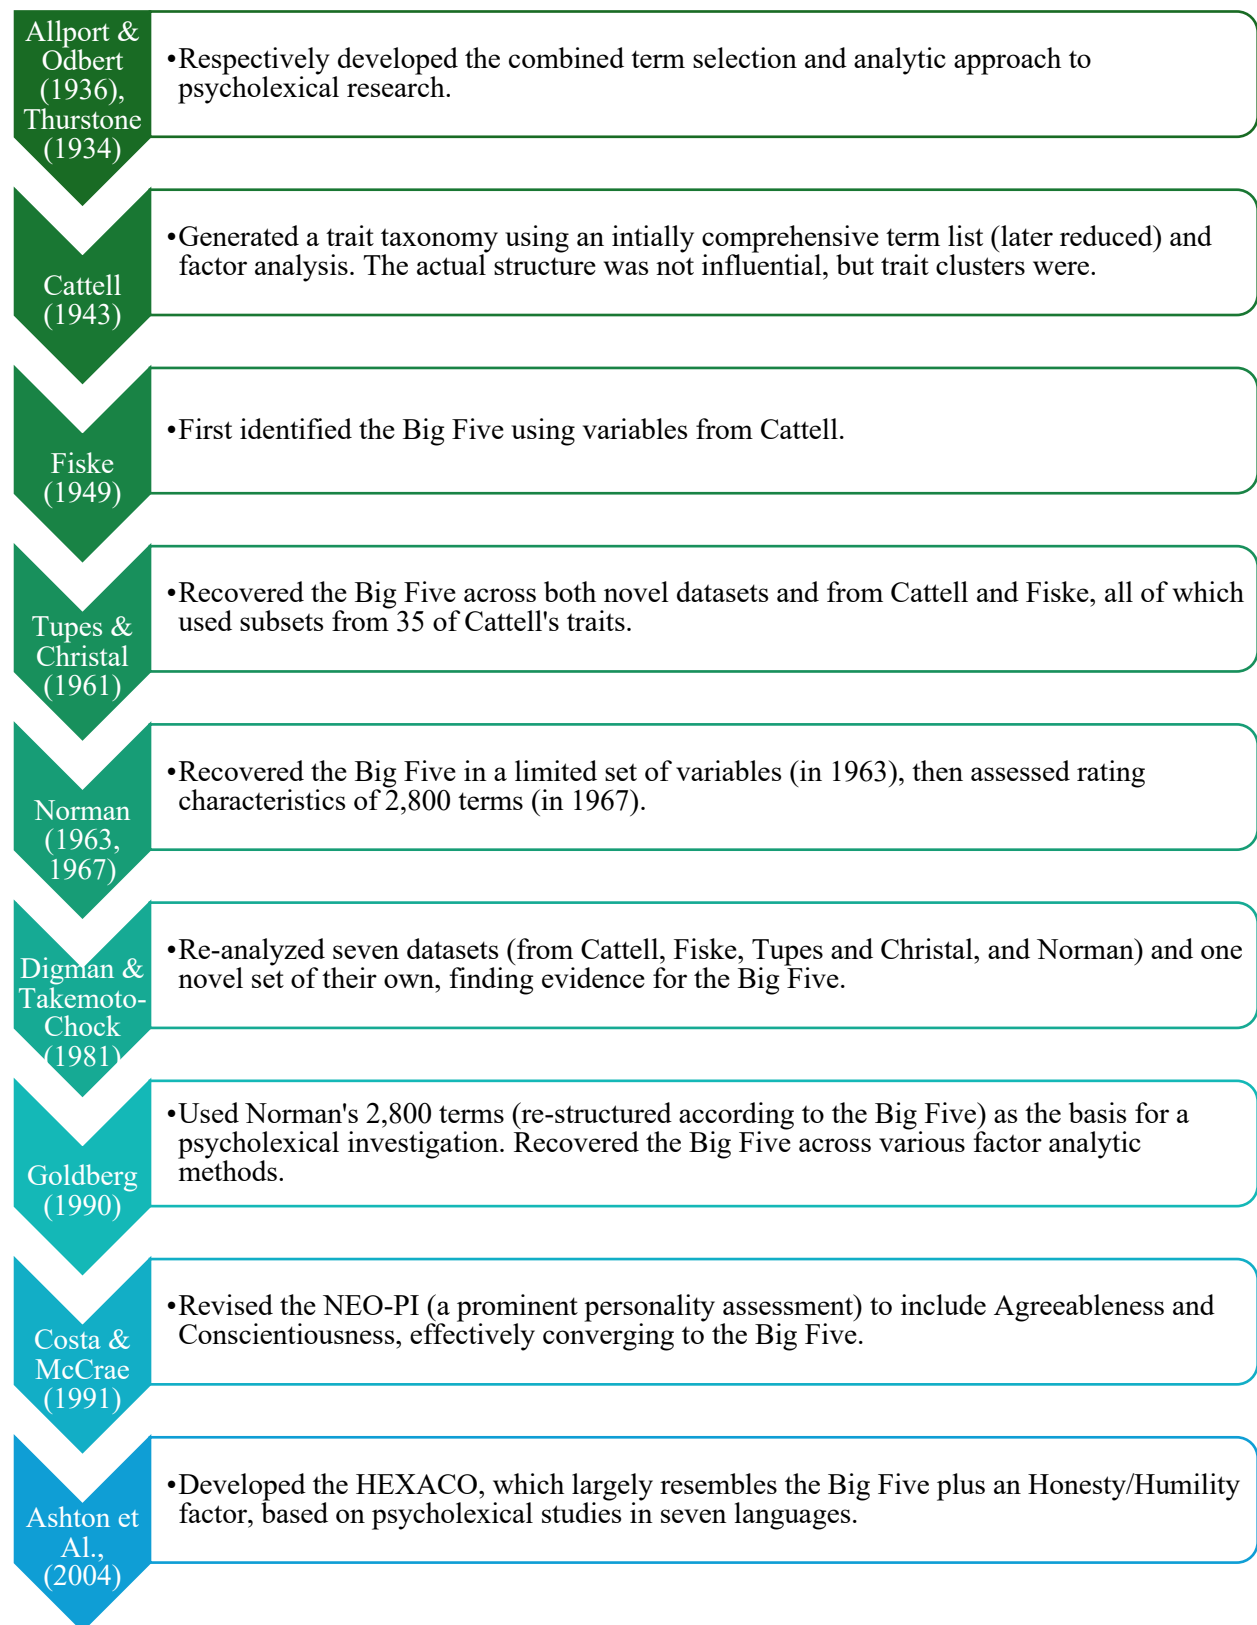 Allport &
Odbert
(1936),
Thurstone
(1934)
•Respectively developed the combined term selection and analytic approach to
psycholexical research.
Cattell
(1943)
•Generated a trait taxonomy using an intially comprehensive term list (later reduced) and
factor analysis. The actual structure was not influential, but trait clusters were.
Fiske
(1949)
•First identified the Big Five using variables from Cattell.
Tupes &
Christal
(1961)
•Recovered the Big Five across both novel datasets and from Cattell and Fiske, all of which
used subsets from 35 of Cattell's traits.
Norman
(1963,
1967)
•Recovered the Big Five in a limited set of variables (in 1963), then assessed rating
characteristics of 2,800 terms (in 1967).
Digman &
Takemoto-
Chock
(1981)
•Re-analyzed seven datasets (from Cattell, Fiske, Tupes and Christal, and Norman) and one
novel set of their own, finding evidence for the Big Five.
Goldberg
(1990)
•Used Norman's 2,800 terms (re-structured according to the Big Five) as the basis for a
psycholexical investigation. Recovered the Big Five across various factor analytic
methods.
Costa &
McCrae
(1991)
•Revised the NEO-PI (a prominent personality assessment) to include Agreeableness and
Conscientiousness, effectively converging to the Big Five.
Ashton et
Al.,
(2004)
•Developed the HEXACO, which largely resembles the Big Five plus an Honesty/Humility
factor, based on psycholexical studies in seven languages.